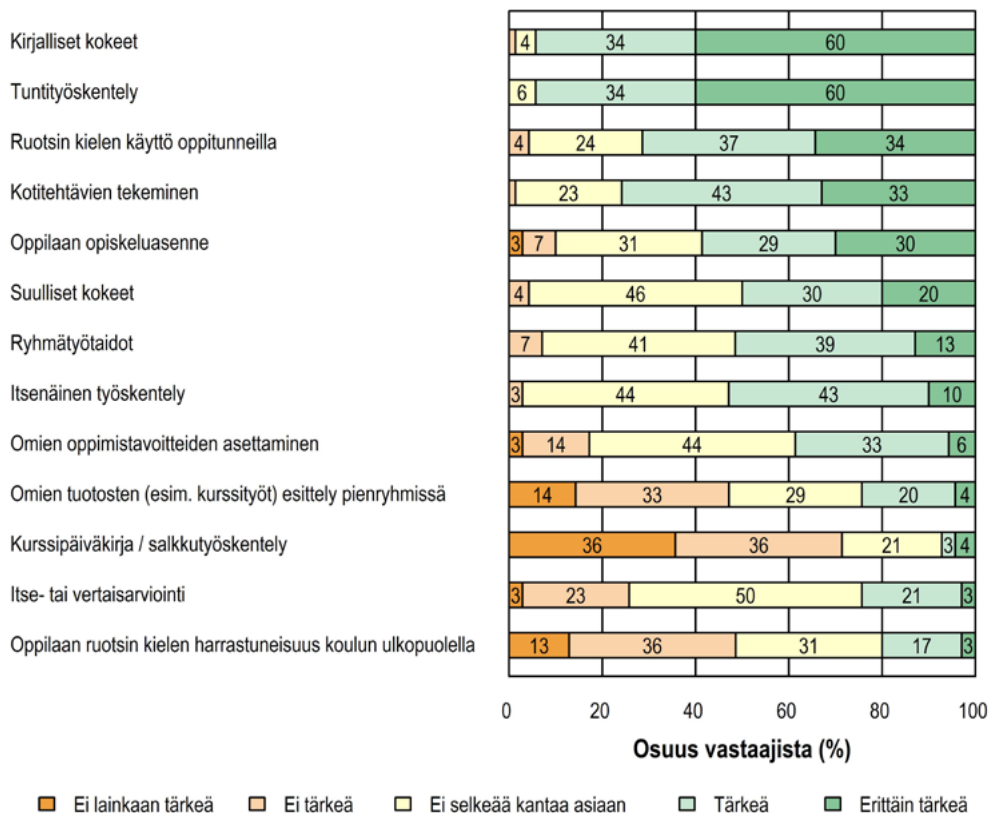 Kirjalliset kokeet 4 34 60
Tuntityöskentely 6 34 60
Ruotsin kielen käyttö oppitunneilla 4 24 37 34
Kotitehtävien tekeminen 23 43 33
Oppilaan opiskeluasenne 3 7 31 29 30
Suulliset kokeet 4 46 30 20
Ryhmätyötaidot 7 41 39 13
Itsenäinen työskentely 3 44 43 10
Omien oppimistavoitteiden asettaminen 3 14 44 33 6
Omien tuotosten (esim. kurssityöt) esittely pienryhmissä 14 33 29 20 4
Kurssipäiväkirja / salkkutyöskentely 36 36 21 3 4
Itse- tai vertaisarviointi 3 23 50 21 3
Oppilaan ruotsin kielen harrastuneisuus koulun ulkopuolella 13 36 31 17 3
0 20 40 60 80 100
Osuus vastaajista (%)
Ei lainkaan tärkeä Ei tärkeä Ei selkeää kantaa asiaan Tärkeä Erittäin tärkeä